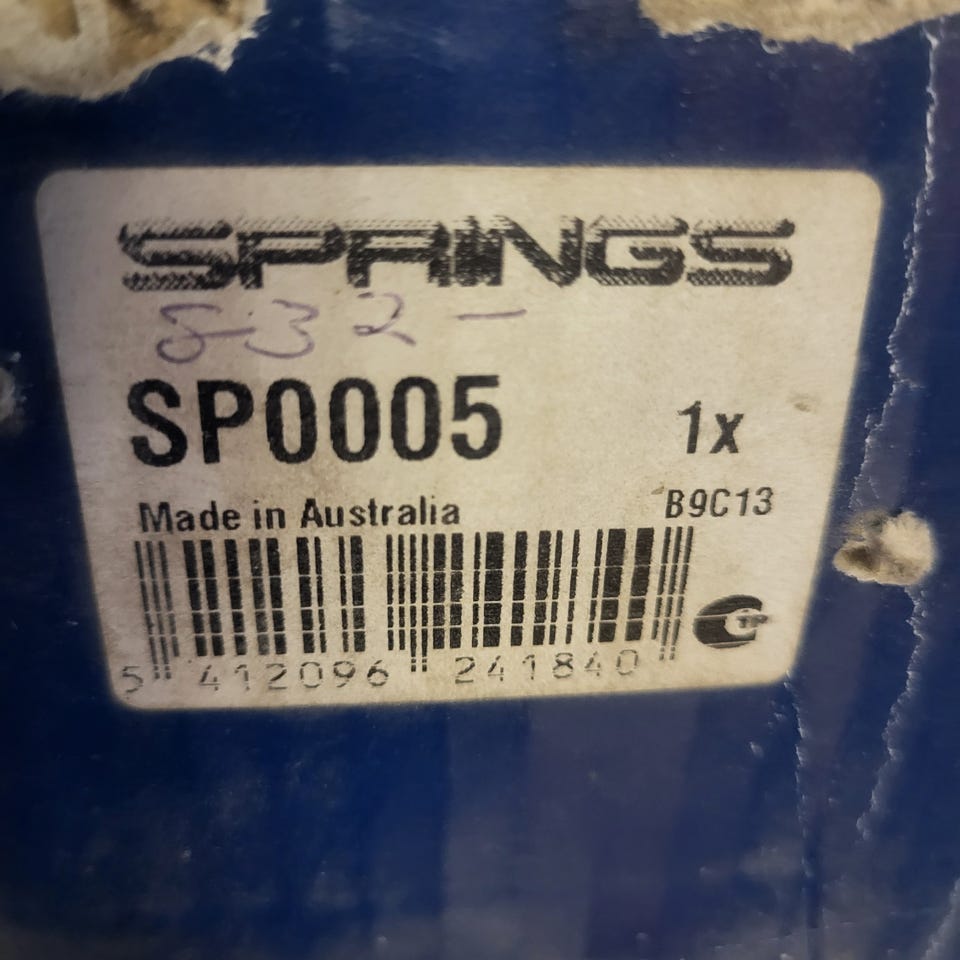 SPRINGS
832-
SP0005 1x
Made in Australia B9C13
5 412096 241840